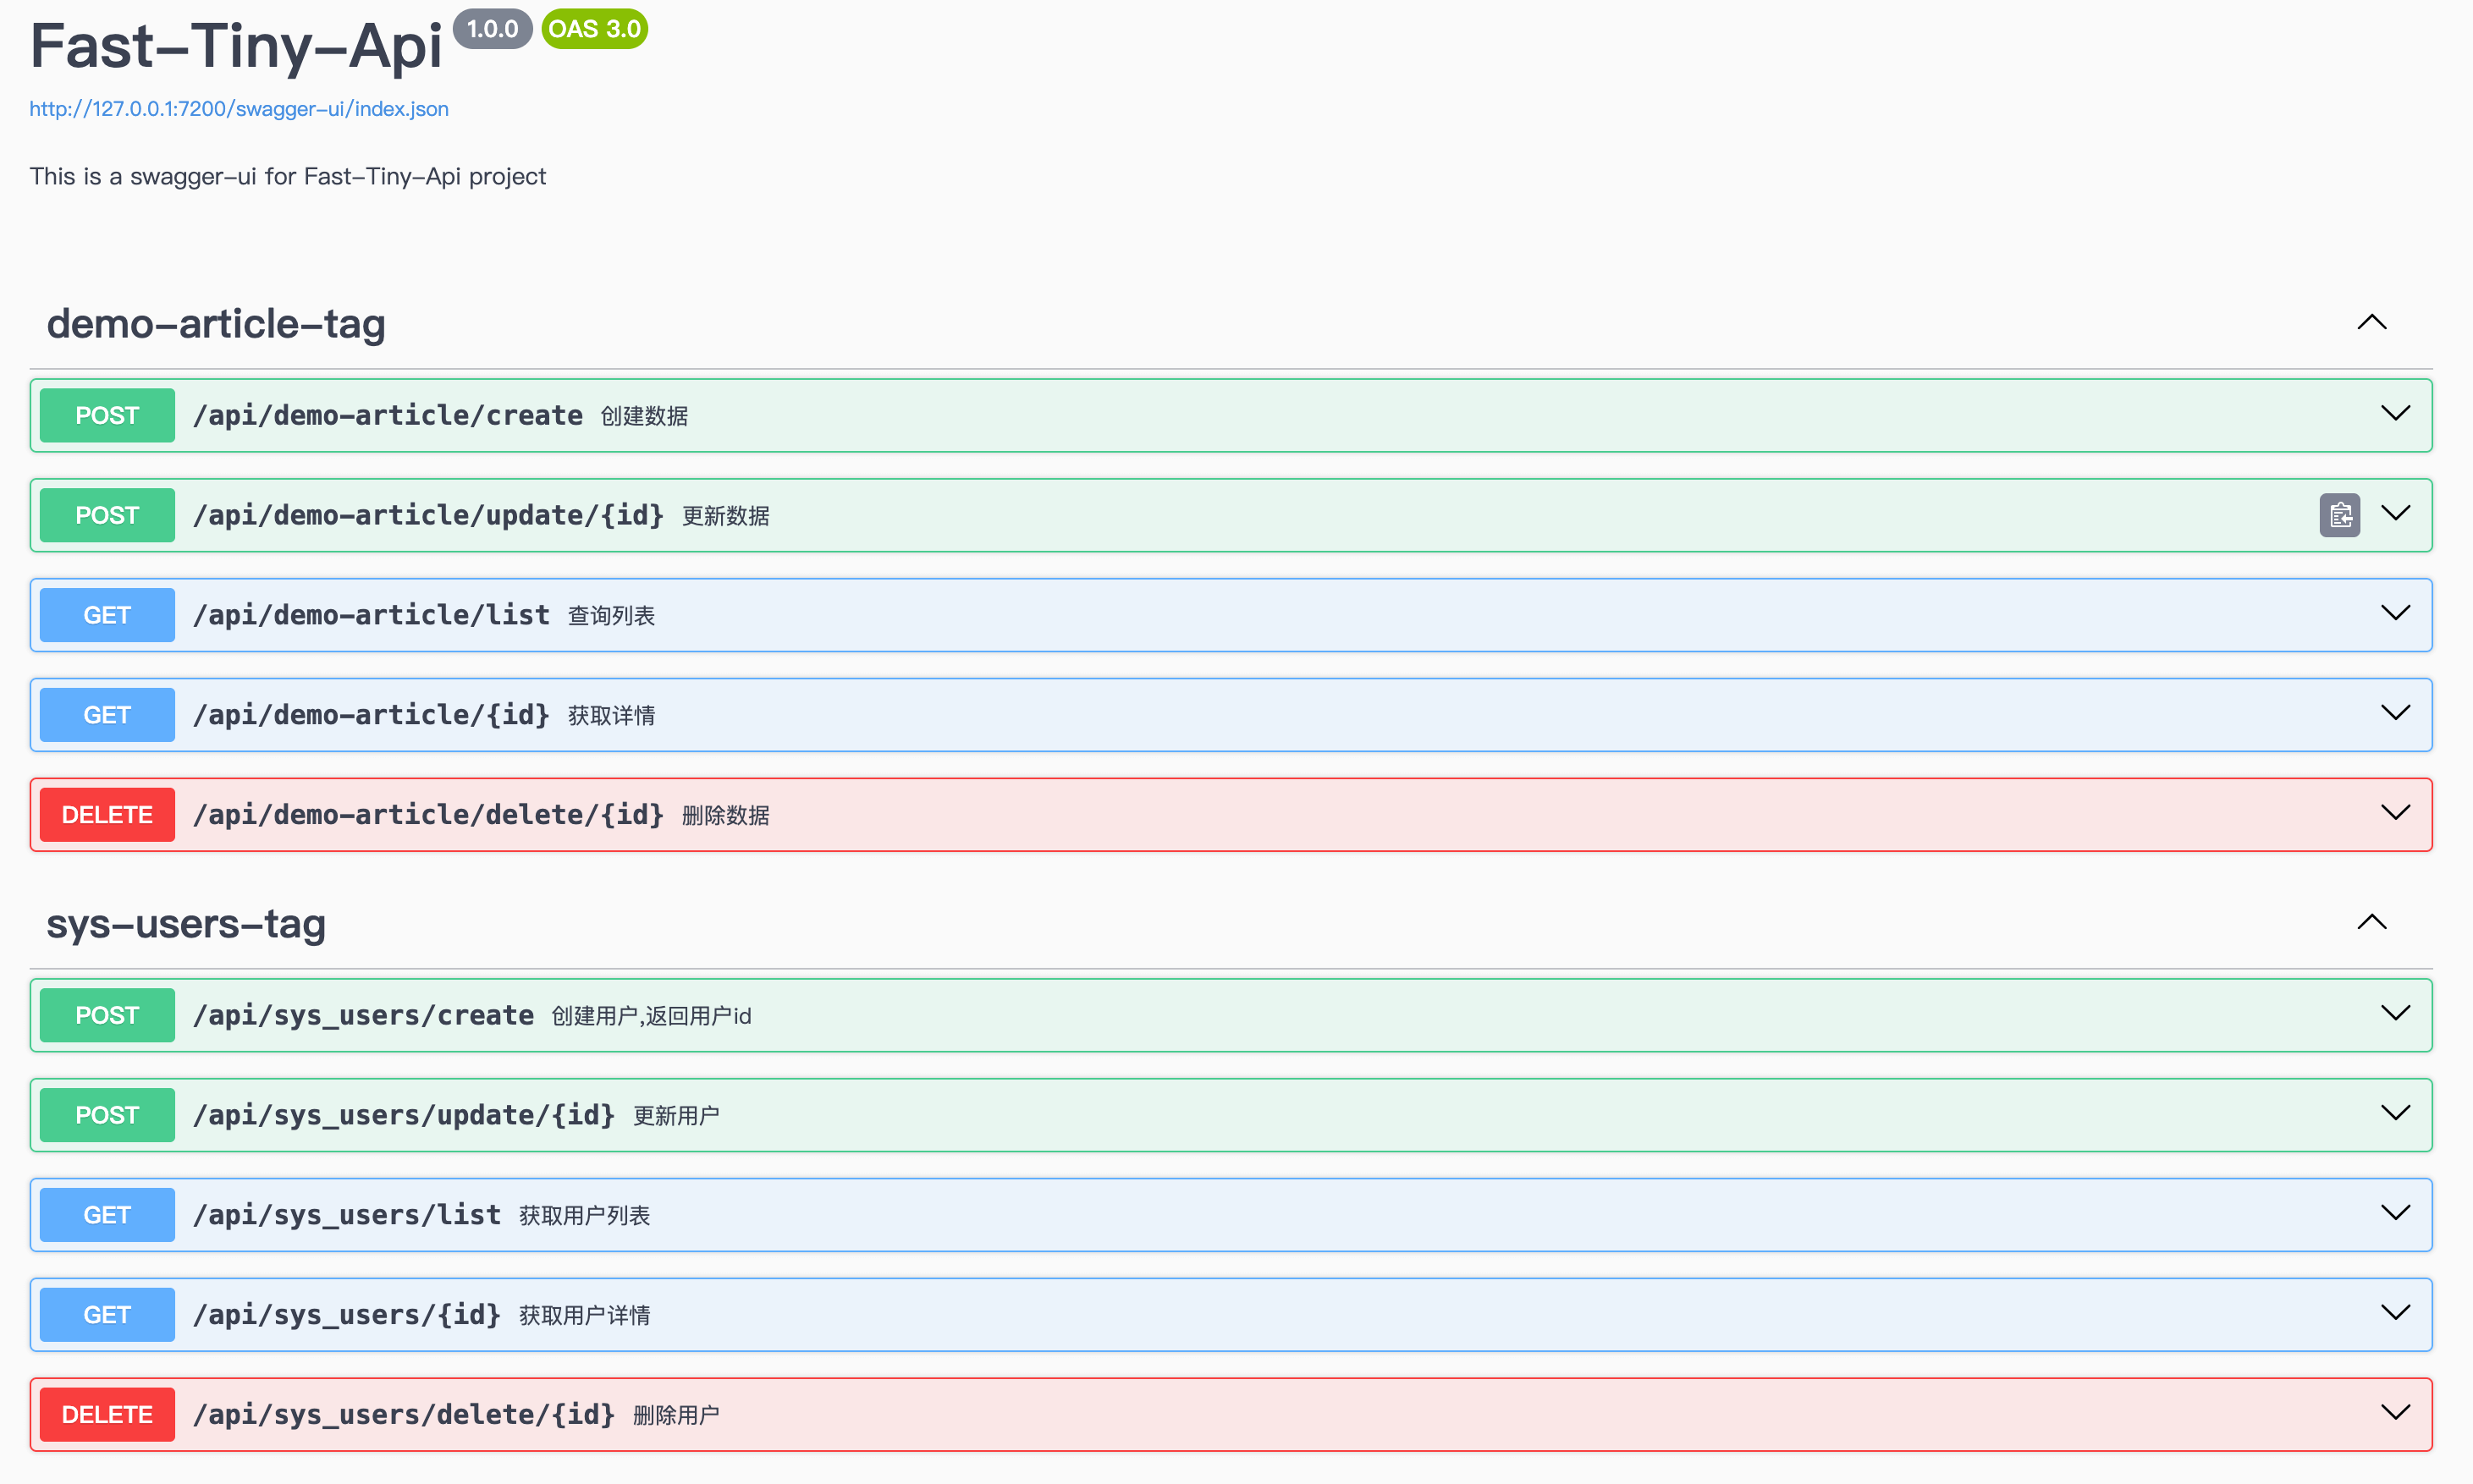 Fast-Tiny-Api 1.0.0 OAS 3.0
http://127.0.0.1:7200/swagger-ui/index.json
This is a swagger-ui for Fast-Tiny-Api project
demo-article-tag
POST /api/demo-article/create 创建数据
POST /api/demo-article/update/{id} 更新数据
GET /api/demo-article/list 查询列表
GET /api/demo-article/{id} 获取详情
DELETE /api/demo-article/delete/{id} 删除数据
sys-users-tag
POST /api/sys_users/create 创建用户,返回用户id
POST /api/sys_users/update/{id} 更新用户
GET /api/sys_users/list 获取用户列表
GET /api/sys_users/{id} 获取用户详情
DELETE /api/sys_users/delete/{id} 删除用户